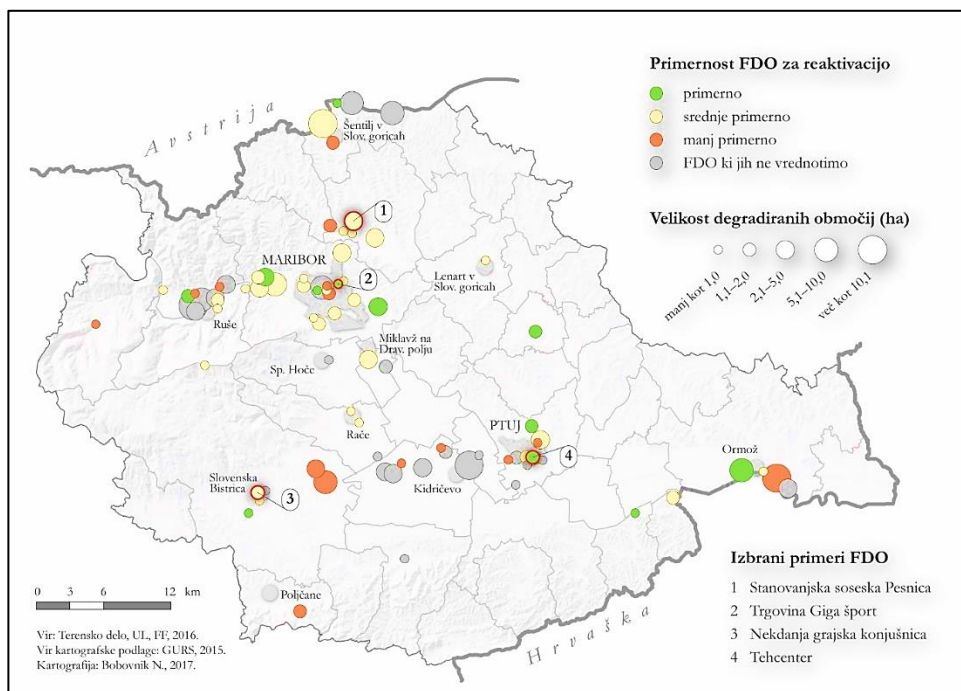 Primernost FDO za reaktivacijo
primerno
srednje primerno
manj primerno
FDO ki jih ne vrednotimo
Velikost degradiranih območij (ha)
manj kot 1,0
1,1–2,0
2,1–5,0
5,1–10,0
več kot 10,1
Avstrija
Šentilj v
Slov. goricah
1
MARIBOR
2
Lenart v
Slov. goricah
Ruše
Miklavž na
Drav. polju
Sp. Hoče
Rače
PTUJ
4
Ormož
Slovenska
Bistrica
3
Kidričevo
Poljčane
Hrvaška
Izbrani primeri FDO
1 Stanovanjska soseska Pesnica
2 Trgovina Giga šport
3 Nekdanja grajska konjušnica
4 Tehcenter
0 3 6 12 km
Vir: Terensko delo, UL, FF, 2016.
Vir kartografske podlage: GURS, 2015.
Kartografija: Bobovnik N., 2017.